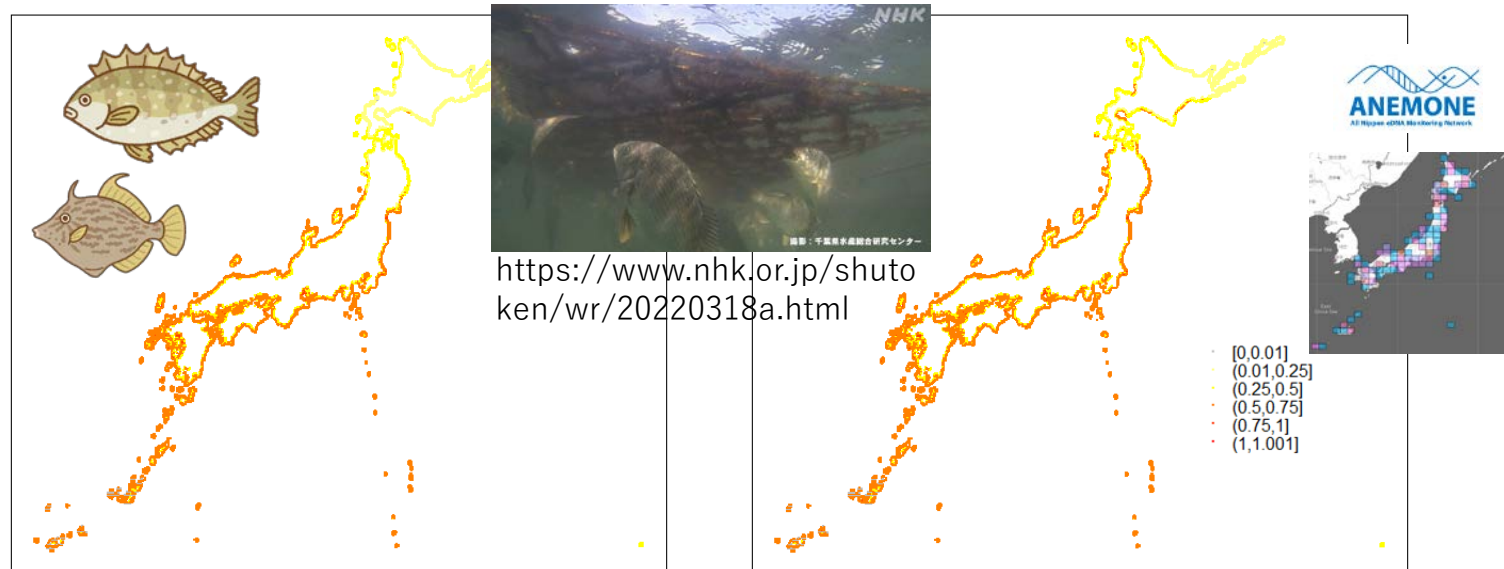 NHK
撮影:千葉県水産総合研究センター
https://www.nhk.or.jp/shuto
ken/wr/20220318a.html
ANEMONE
All Nippon eDNA Monitoring Network
[0,0.01]
(0.01,0.25]
(0.25,0.5]
(0.5,0.75]
(0.75,1]
(1,1.001]